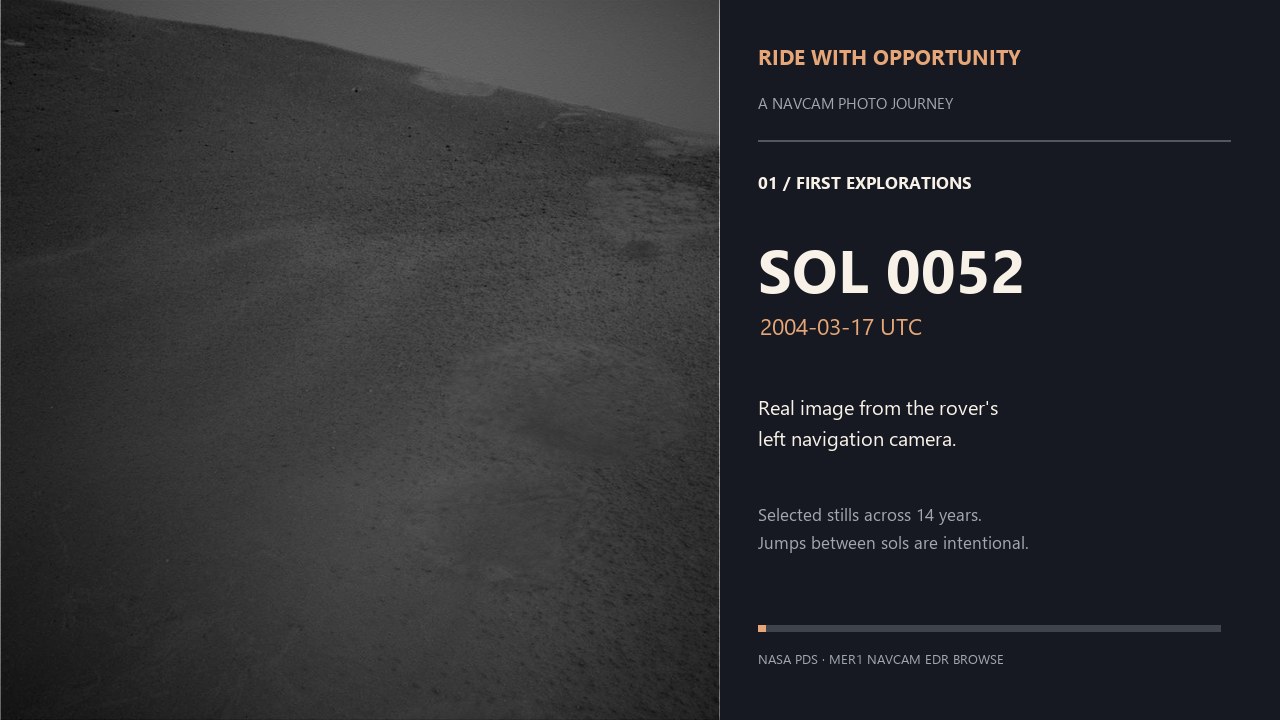 RIDE WITH OPPORTUNITY
A NAVCAM PHOTO JOURNEY
01 / FIRST EXPLORATIONS
SOL 0052
2004-03-17 UTC
Real image from the rover's
left navigation camera.
Selected stills across 14 years.
Jumps between sols are intentional.
NASA PDS · MER1 NAVCAM EDR BROWSE